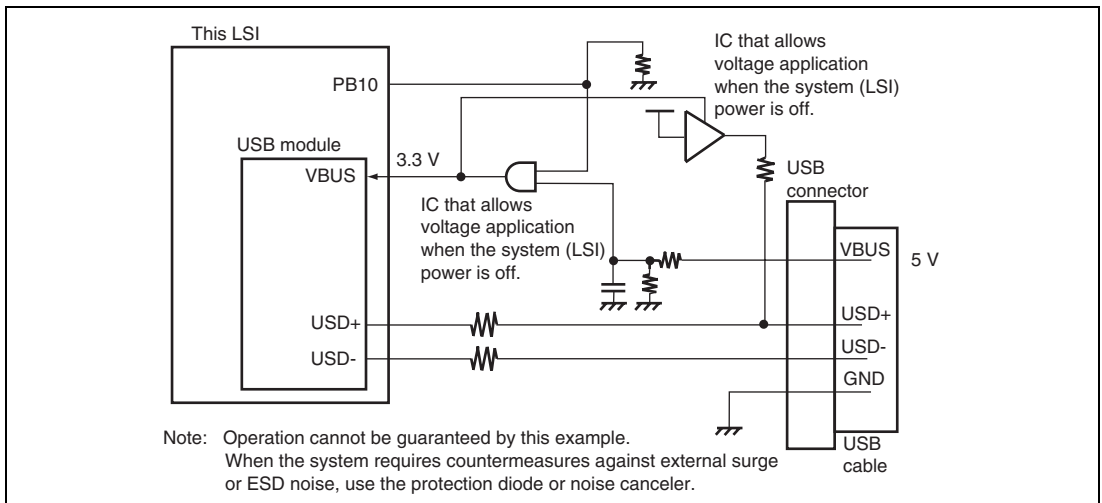 This LSI
PB10
IC that allows
voltage application
when the system (LSI)
power is off.
USB module
3.3 V
VBUS
IC that allows
voltage application
when the system (LSI)
power is off.
USB
connector
VBUS
5 V
USD+
USD+
USD-
USD-
GND
USB
cable
Note: Operation cannot be guaranteed by this example.
When the system requires countermeasures against external surge
or ESD noise, use the protection diode or noise canceler.